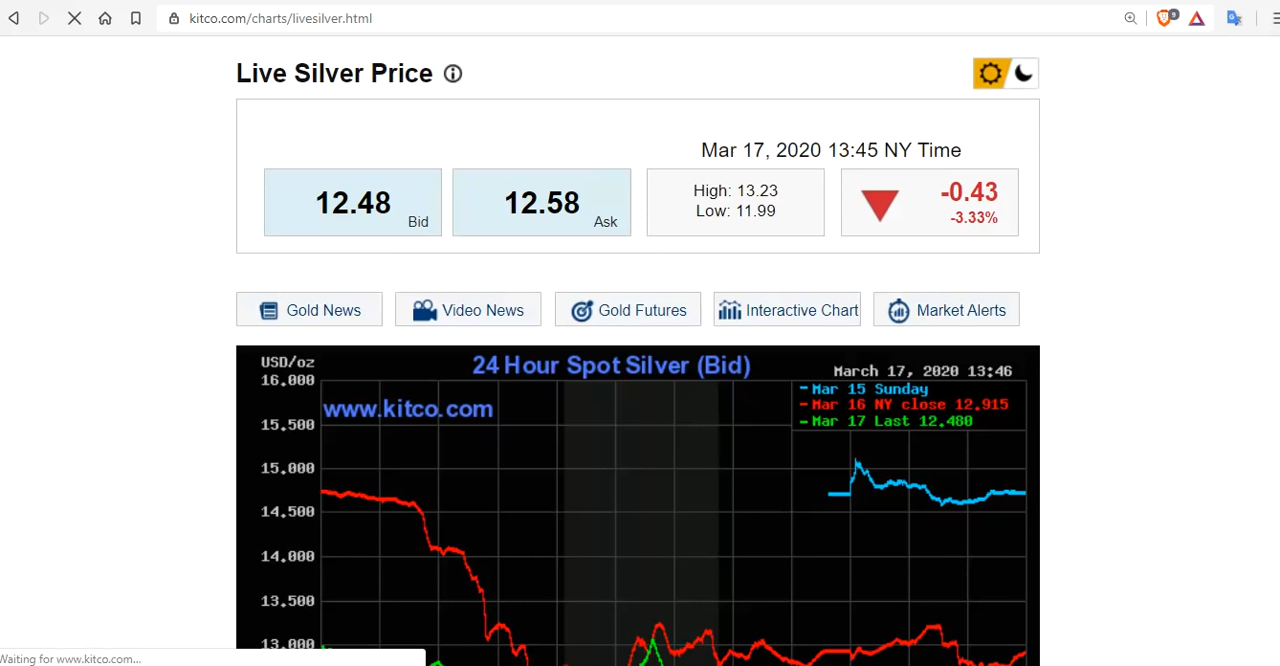 kitco.com/charts/livesilver.html
9
Live Silver Price
Mar 17, 2020 13:45 NY Time
12.48
Bid
12.58
Ask
High: 13.23
Low: 11.99
-0.43
-3.33%
Gold News
Video News
Gold Futures
Interactive Chart
Market Alerts
USD/oz
24 Hour Spot Silver (Bid)
March 17, 2020 13:46
16.000
Mar 15 Sunday
www.kitco.com
Mar 16 NY close 12.915
Mar 17 Last 12.480
15.500
15.000
14.500
14.000
13.500
13.000
Waiting for www.kitco.com...